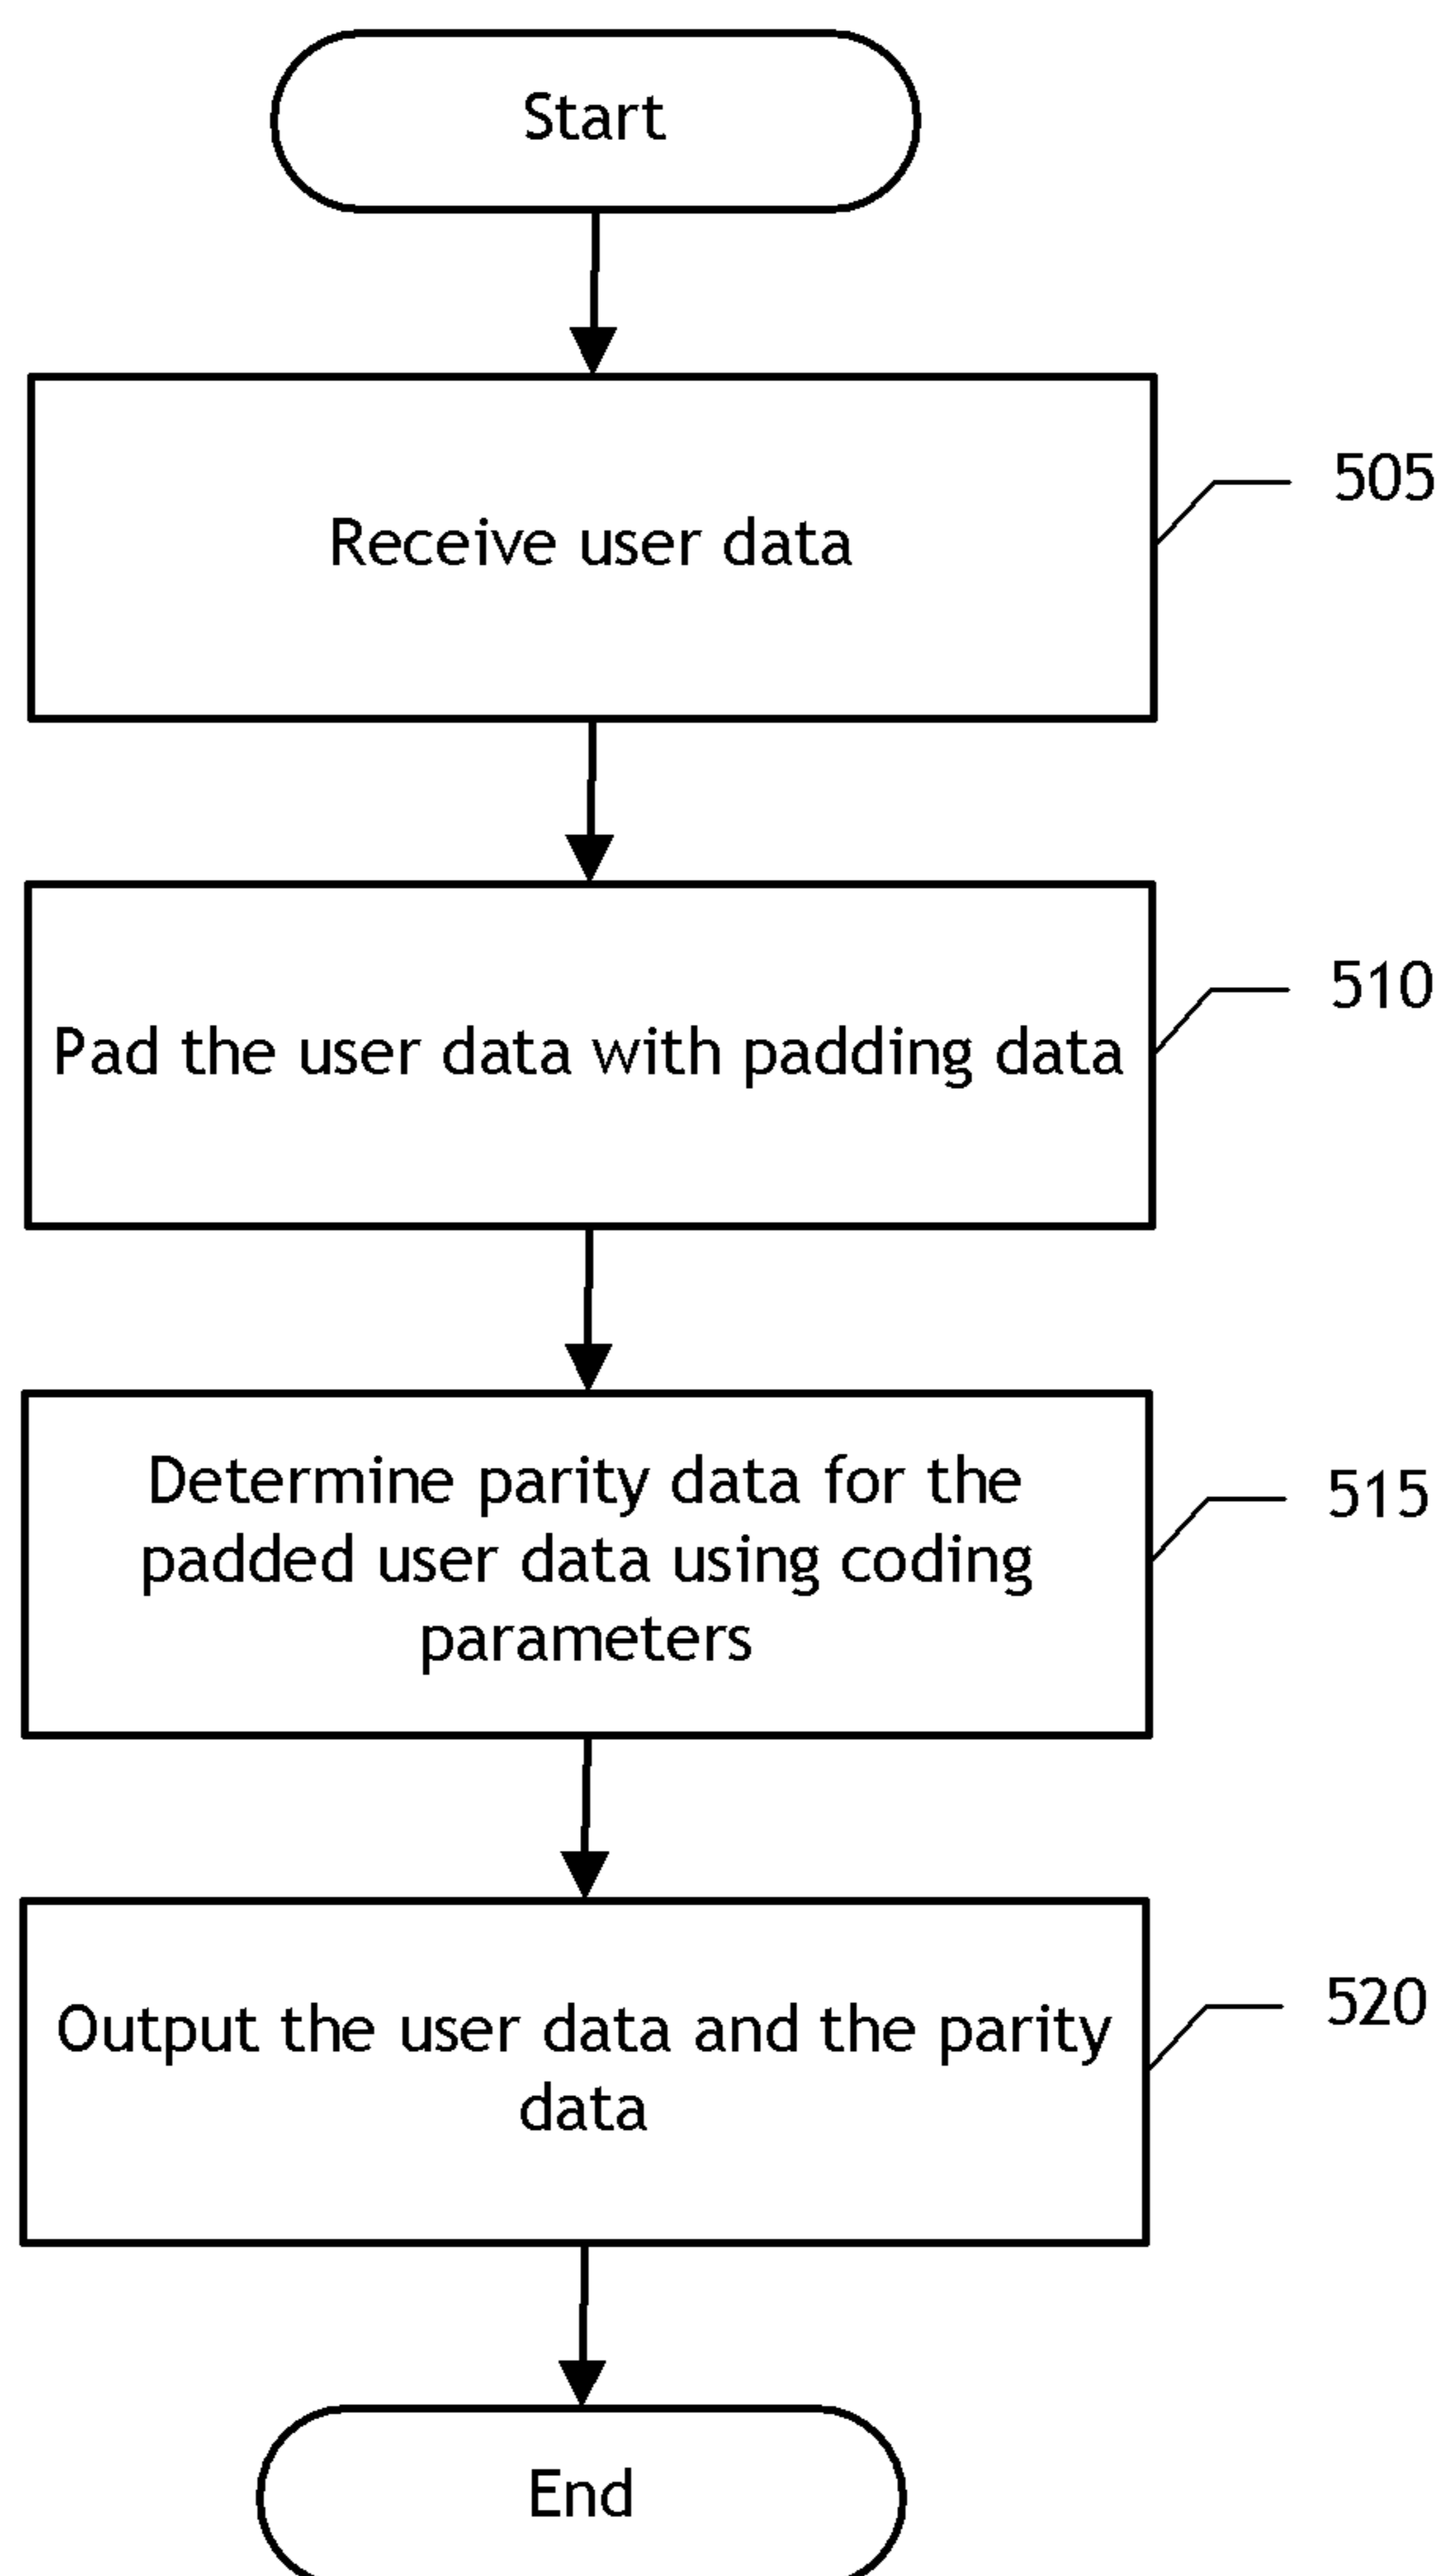 Start
Receive user data
505
Pad the user data with padding data
510
Determine parity data for the
padded user data using coding
parameters
515
Output the user data and the parity
data
520
End